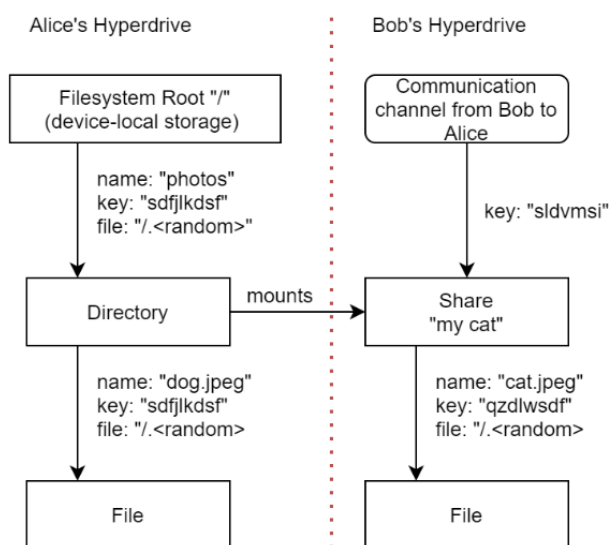 Alice's Hyperdrive
Filesystem Root "/"
(device-local storage)
name: "photos"
key: "sdfjlkdsf"
file: "/.<random>"
Directory
mounts
name: "dog.jpeg"
key: "sdfjlkdsf"
file: "/.<random>
File
Bob's Hyperdrive
Communication
channel from Bob to
Alice
key: "sldvmsi"
Share
"my cat"
name: "cat.jpeg"
key: "qzdlwsdf"
file: "/.<random>
File